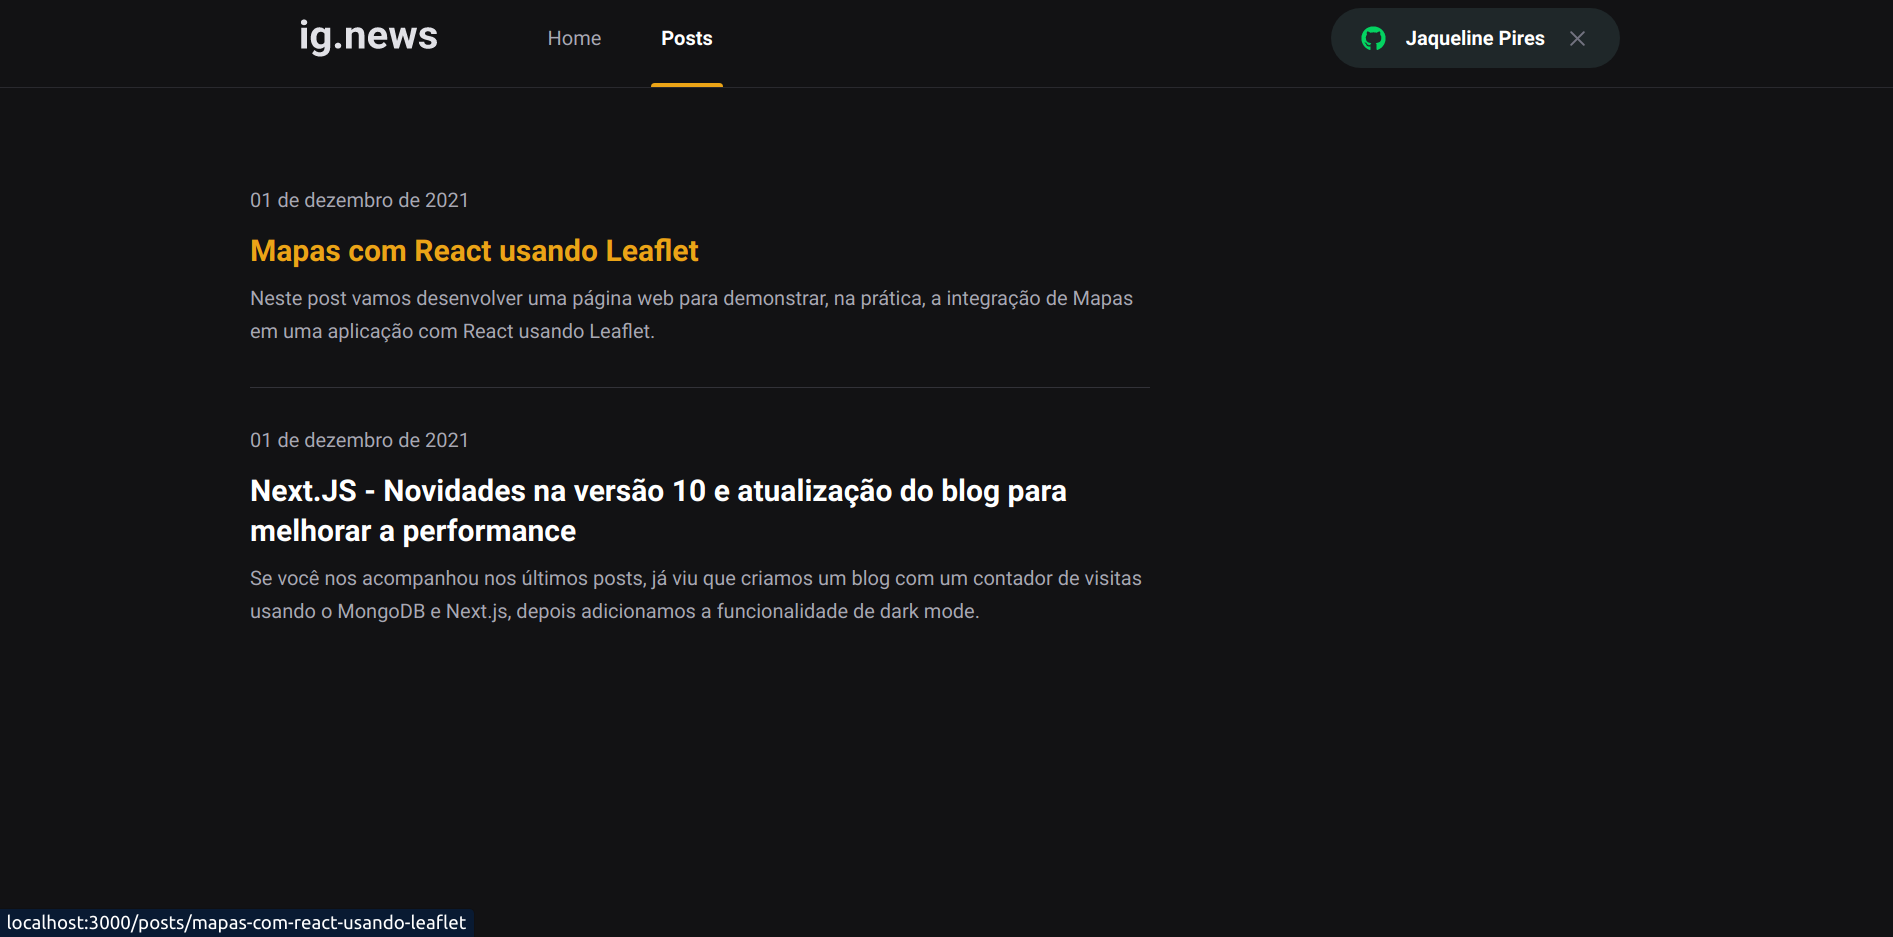 ig.news
Home
Posts
Jaqueline Pires
01 de dezembro de 2021
Mapas com React usando Leaflet
Neste post vamos desenvolver uma página web para demonstrar, na prática, a integração de Mapas
em uma aplicação com React usando Leaflet.
01 de dezembro de 2021
Next.JS - Novidades na versão 10 e atualização do blog para
melhorar a performance
Se você nos acompanhou nos últimos posts, já viu que criamos um blog com um contador de visitas
usando o MongoDB e Next.js, depois adicionamos a funcionalidade de dark mode.
localhost:3000/posts/mapas-com-react-usando-leaflet